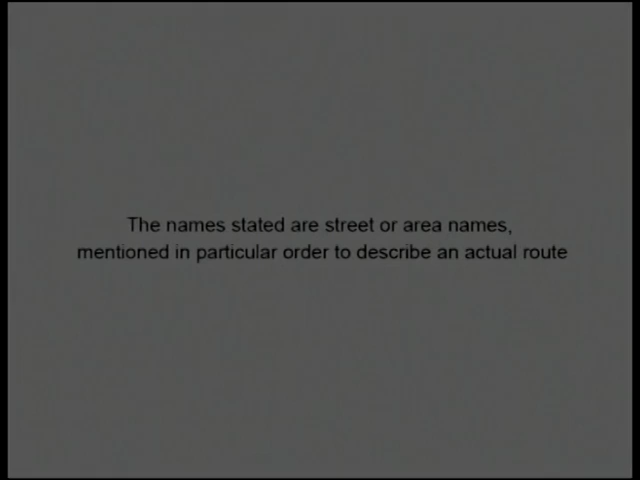 The names stated are street or area names,
mentioned in particular order to describe an actual route